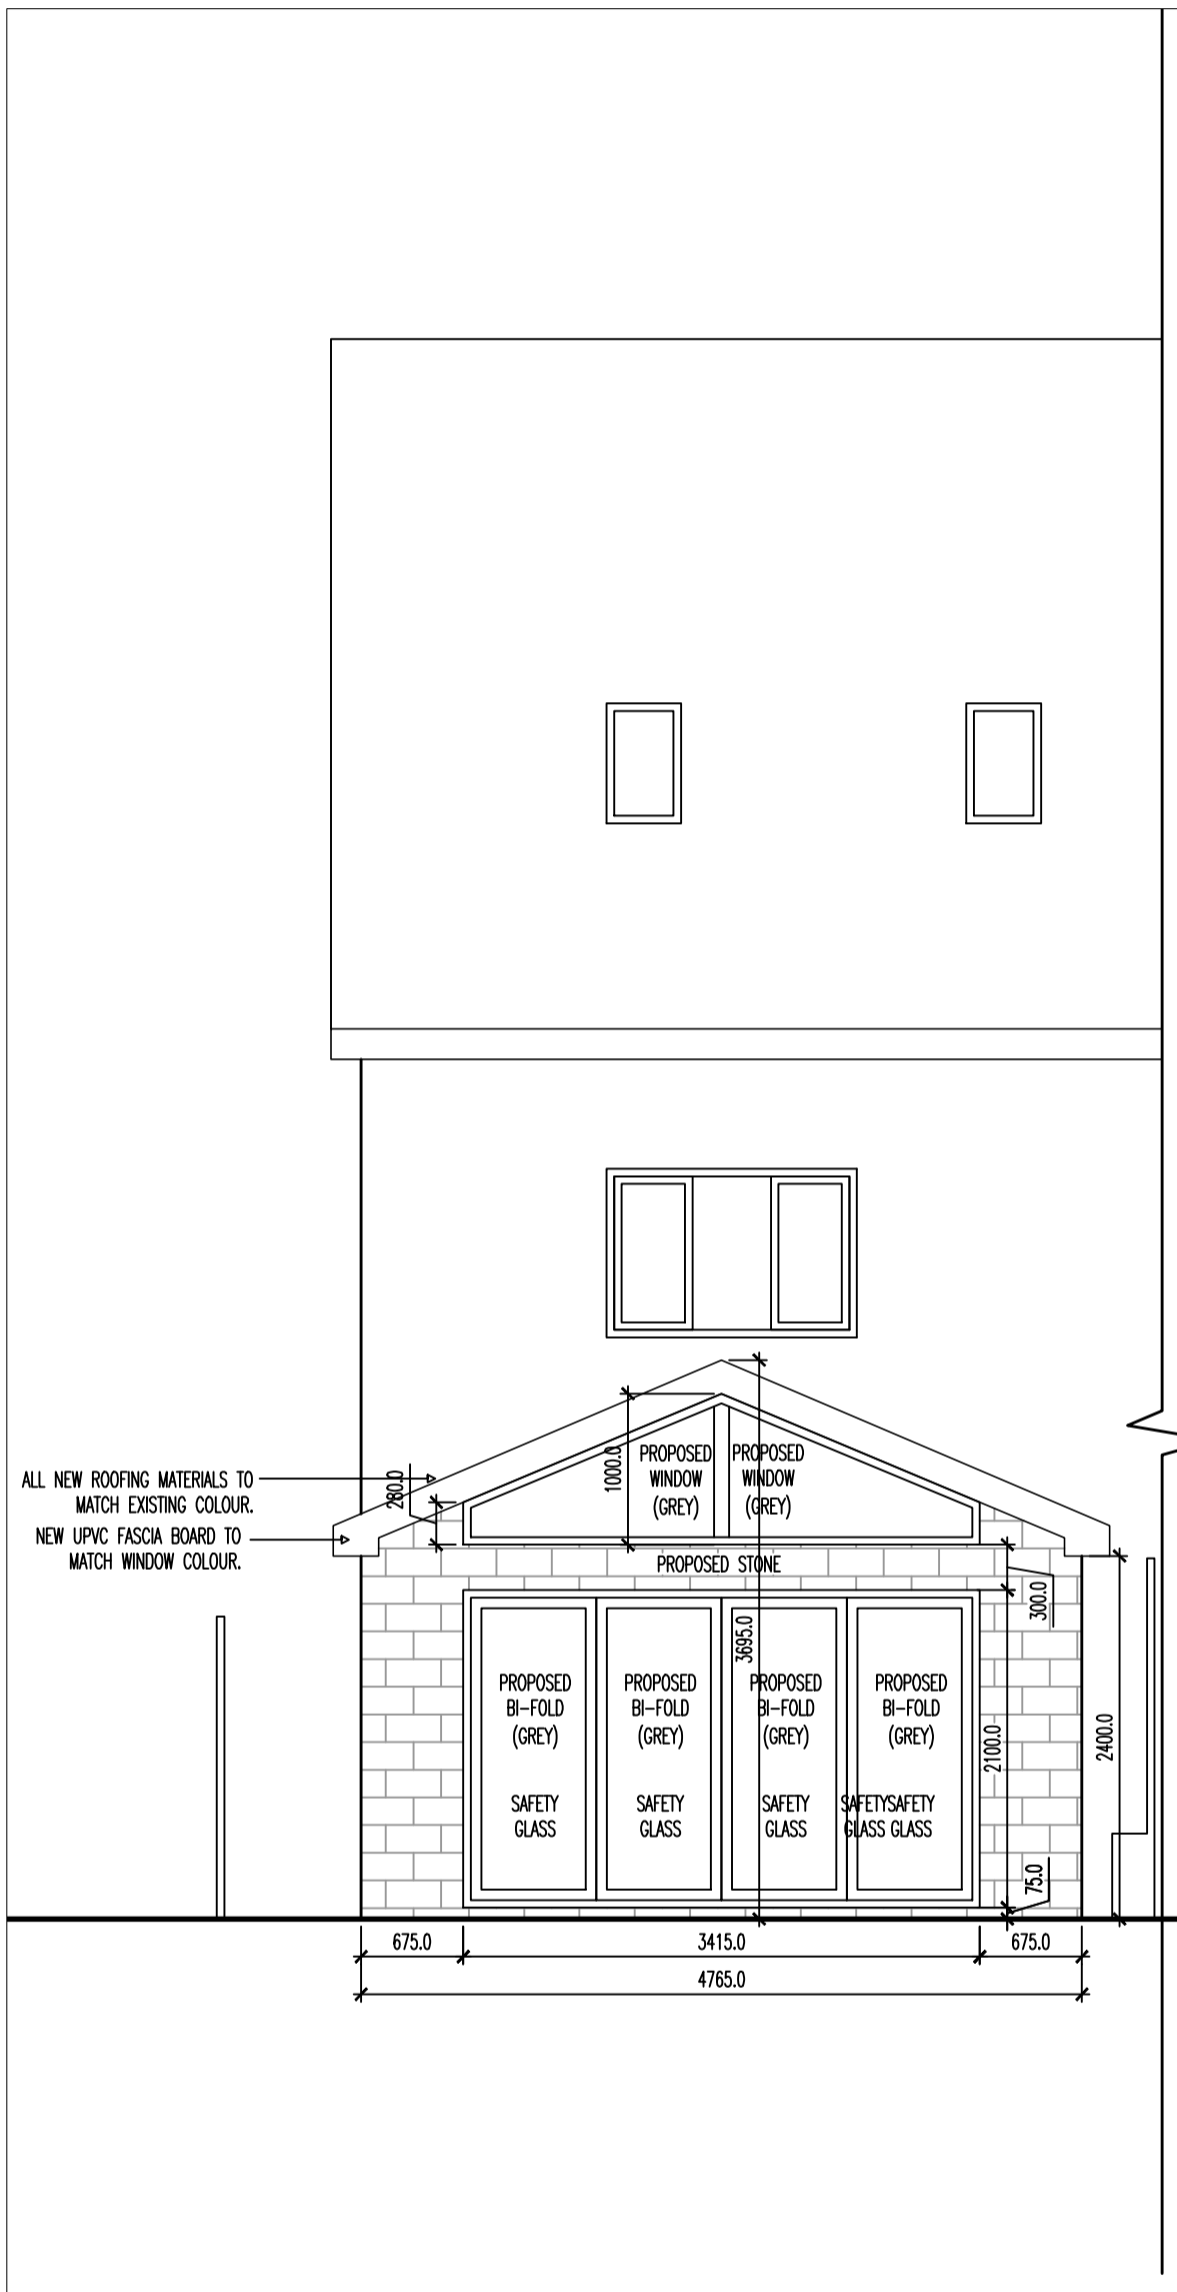 1000.0
PROPOSED
WINDOW
(GREY)
PROPOSED
WINDOW
(GREY)
ALL NEW ROOFING MATERIALS TO
MATCH EXISTING COLOUR.
280.0
NEW UPVC FASCIA BOARD TO
MATCH WINDOW COLOUR.
PROPOSED STONE
300.0
3695.0
PROPOSED
BI-FOLD
(GREY)
PROPOSED
BI-FOLD
(GREY)
PROPOSED
BI-FOLD
(GREY)
PROPOSED
BI-FOLD
(GREY)
2100.0
2400.0
SAFETY
GLASS
SAFETY
GLASS
SAFETY
GLASS
SAFETY
GLASS
SAFETY
GLASS
75.0
675.0
3415.0
675.0
4765.0